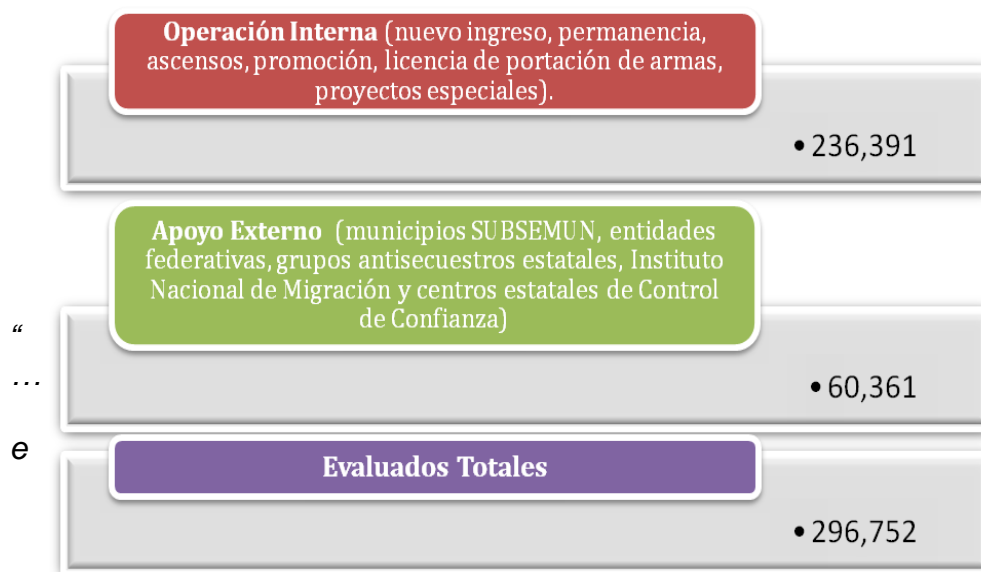 Operación Interna (nuevo ingreso, permanencia,
ascensos, promoción, licencia de portación de armas,
proyectos especiales).
• 236,391
Apoyo Externo (municipios SUBSEMUN, entidades
federativas, grupos antisecuestros estatales, Instituto
Nacional de Migración y centros estatales de Control
de Confianza)
“
…
• 60,361
e
Evaluados Totales
• 296,752